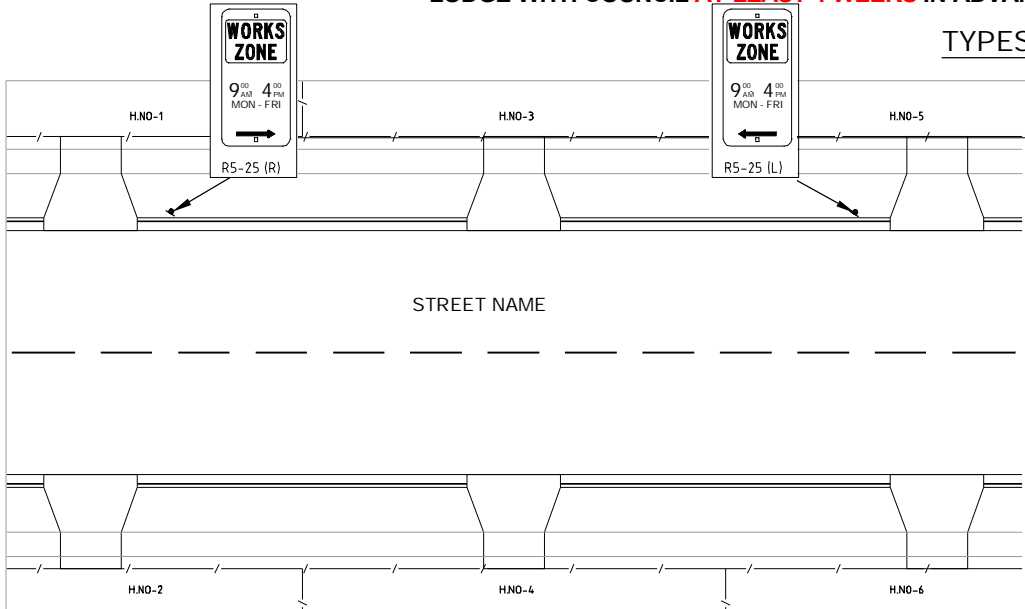 TYPES
WORKS
ZONE
9 00 AM 4 00 PM
MON - FRI
R5-25 (R)
WORKS
ZONE
9 00 AM 4 00 PM
MON - FRI
R5-25 (L)
H.NO-1
H.NO-3
H.NO-5
STREET NAME
H.NO-2
H.NO-4
H.NO-6